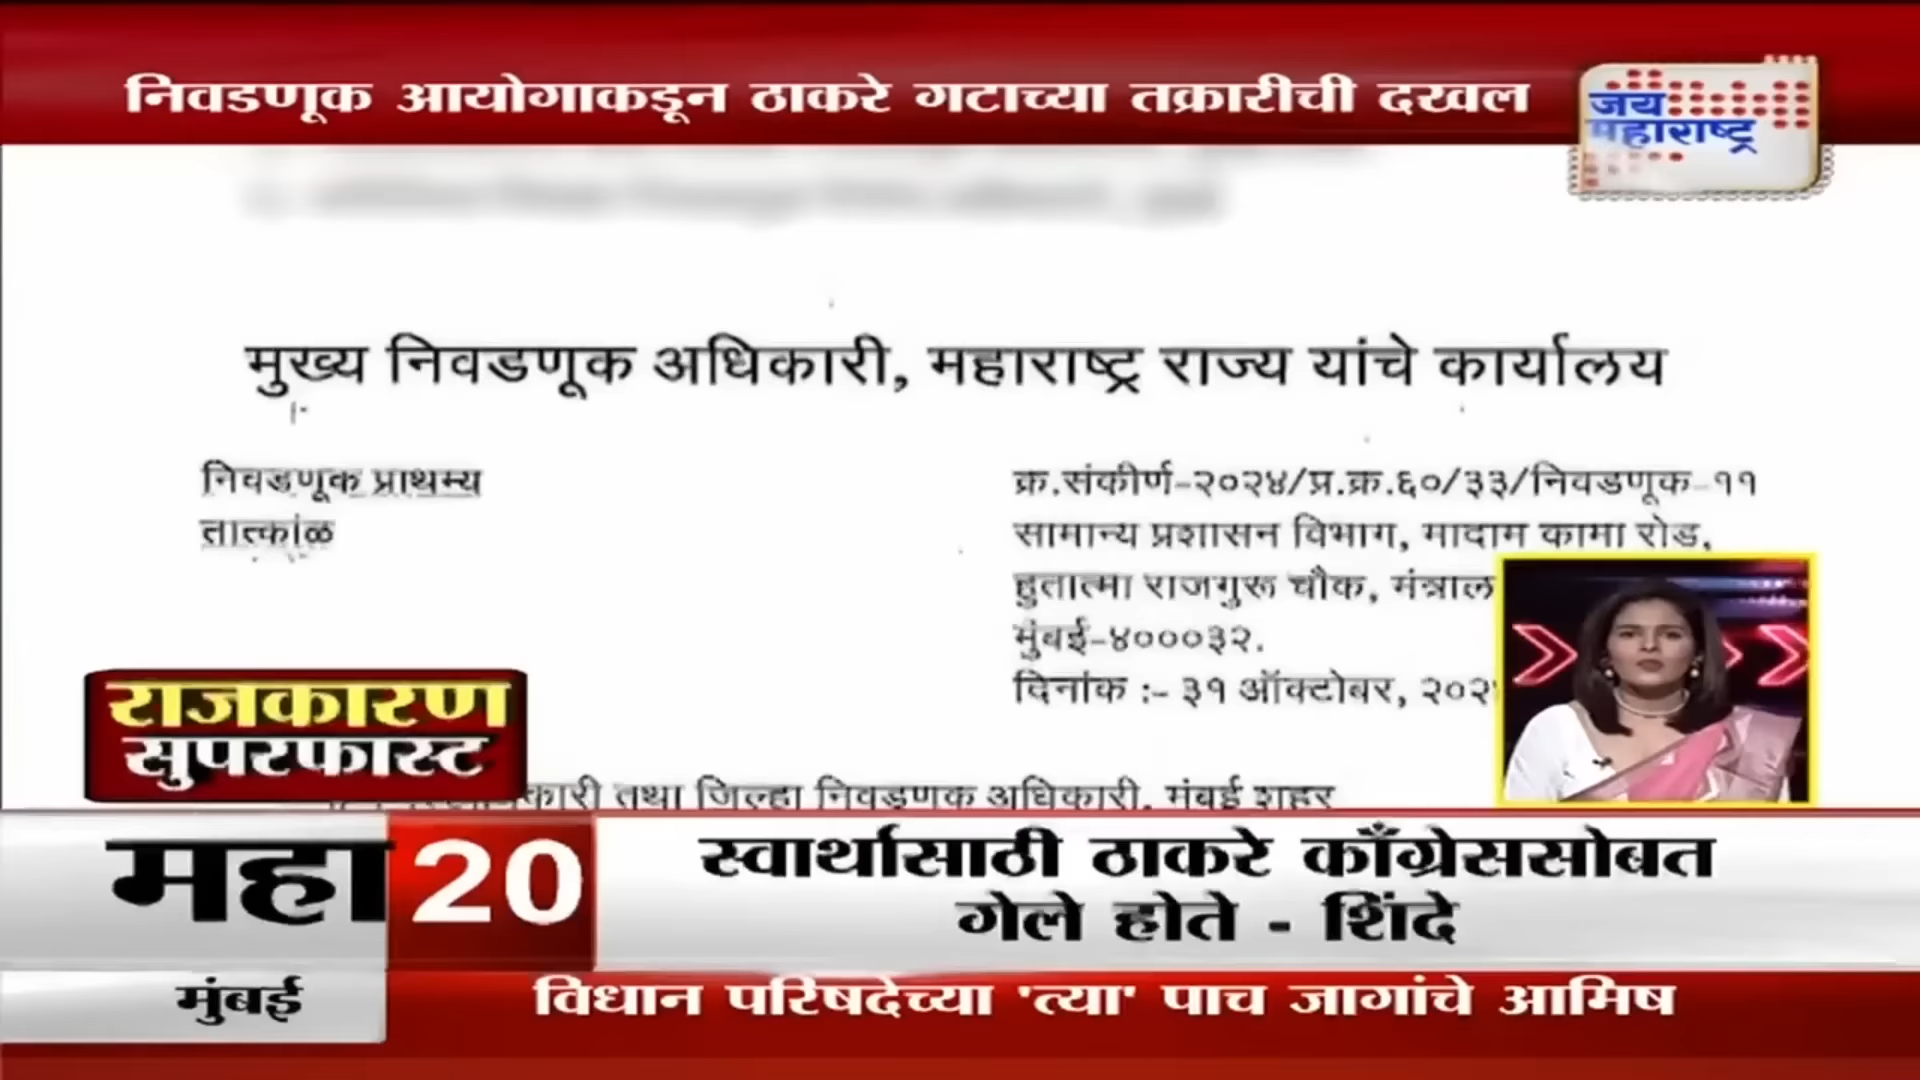 निवडणूक आयोगाकडून ठाकरे गटाच्या तक्रारीची दखल
जय
महाराष्ट्र
मुख्य निवडणूक अधिकारी, महाराष्ट्र राज्य यांचे कार्यालय
निवडणूक प्राथम्य
तात्काळ
क्र.संकीर्ण-२०२४/प्र.क्र.६०/३३/निवडणूक-११
सामान्य प्रशासन विभाग, मादाम कामा रोड,
हुतात्मा राजगुरू चौक,
मुंबई-४०००३२.
दिनांक :- ३१ ऑक्टोबर,
राजकारण
सुपरफास्ट
तथा जिल्हा निवडणूक अधिकारी, मुंबई शहर
महा 20
स्वार्थासाठी ठाकरे काँग्रेससोबत
गेले होते - शिंदे
मुंबई
विधान परिषदेच्या 'त्या' पाच जागांचे आमिष